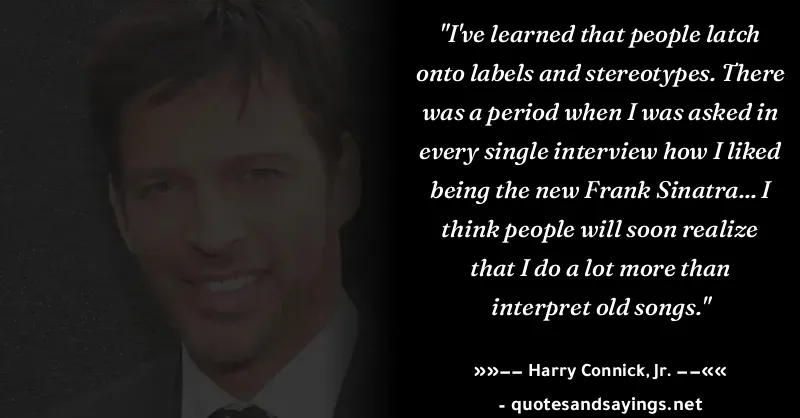 "I've learned that people latch
onto labels and stereotypes. There
was a period when I was asked in
every single interview how I liked
being the new Frank Sinatra... I
think people will soon realize
that I do a lot more than
interpret old songs."
»»−− Harry Connick, Jr. −−««
- quotesandsayings.net